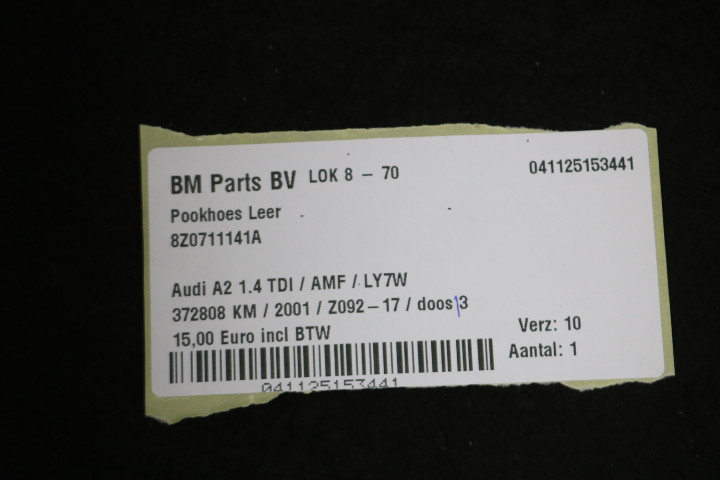 BM Parts BV LOK 8 - 70 041125153441
Pookhoes Leer
8Z0711141A
Audi A2 1.4 TDI / AMF / LY7W
372808 KM / 2001 / Z092-17 / doos 3
15,00 Euro incl BTW
Verz: 10
Aantal: 1
041125153441